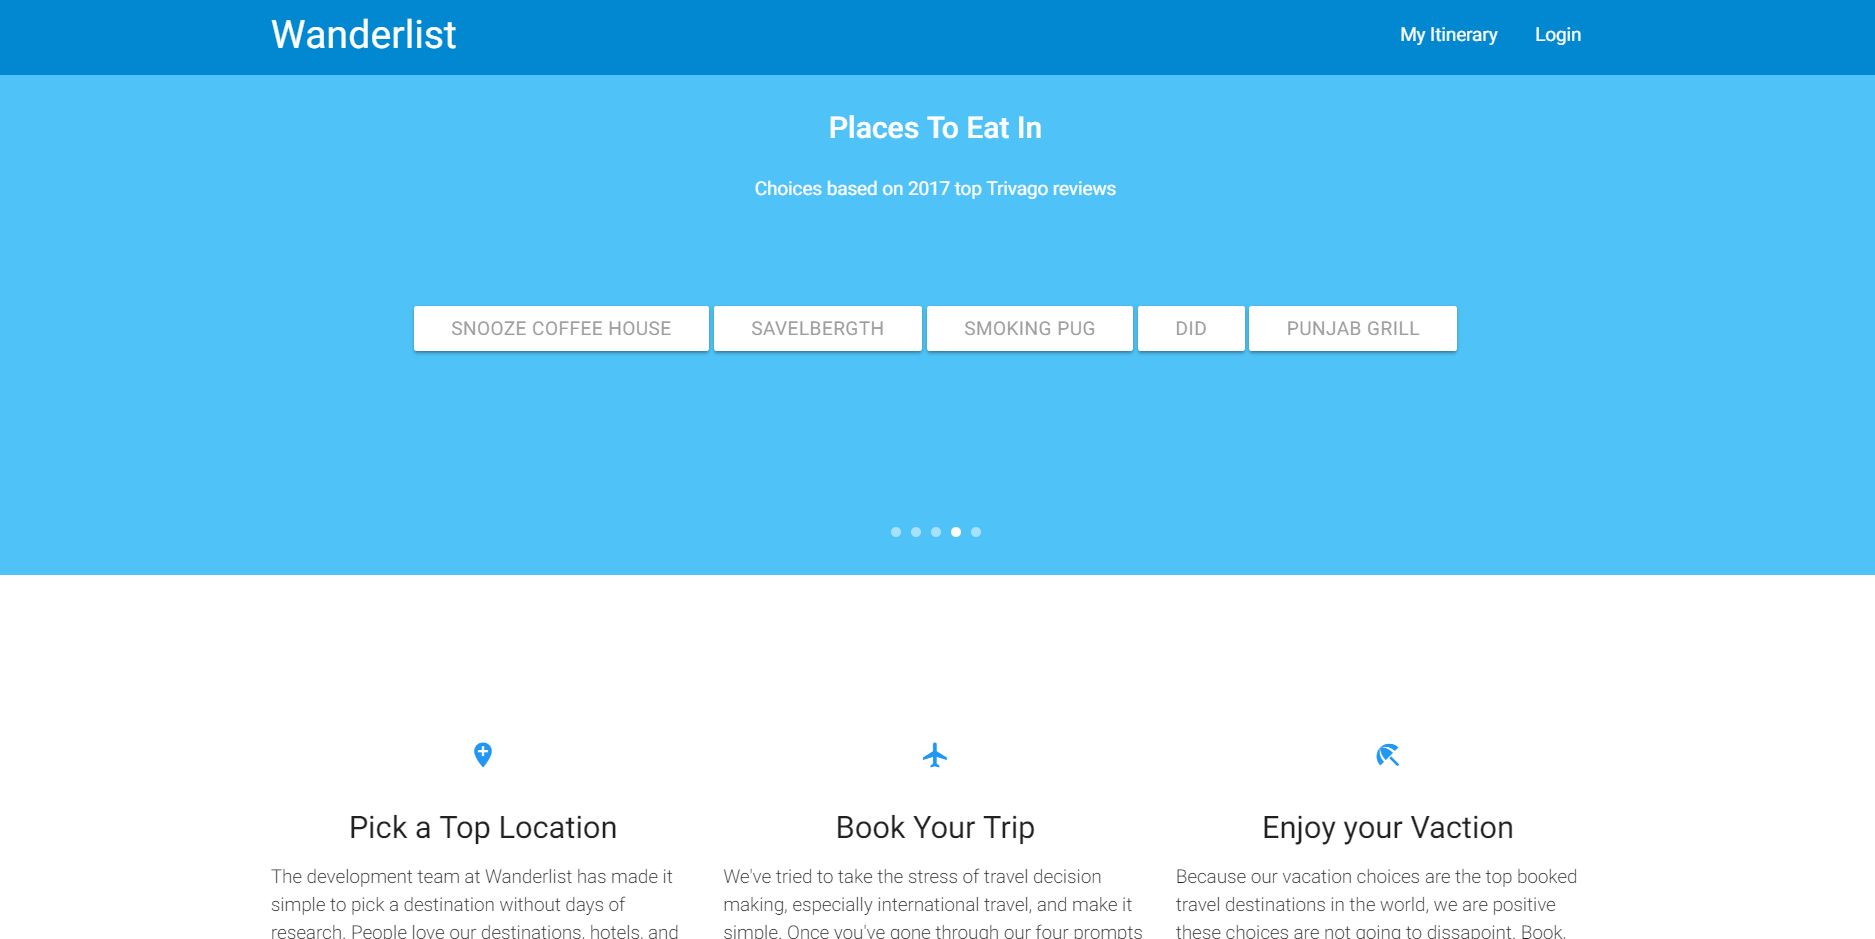 Wanderlist
My Itinerary
Login
Places To Eat In
Choices based on 2017 top Trivago reviews
SNOOZE COFFEE HOUSE
SAVELBERGTH
SMOKING PUG
DID
PUNJAB GRILL
Pick a Top Location
The development team at Wanderlist has made it
simple to pick a destination without days of
research. People love our destinations, hotels, and
Book Your Trip
We've tried to take the stress of travel decision
making, especially international travel, and make it
simple. Once you've gone through our four prompts
Enjoy your Vaction
Because our vacation choices are the top booked
travel destinations in the world, we are positive
these choices are not going to dissapoint. Book,